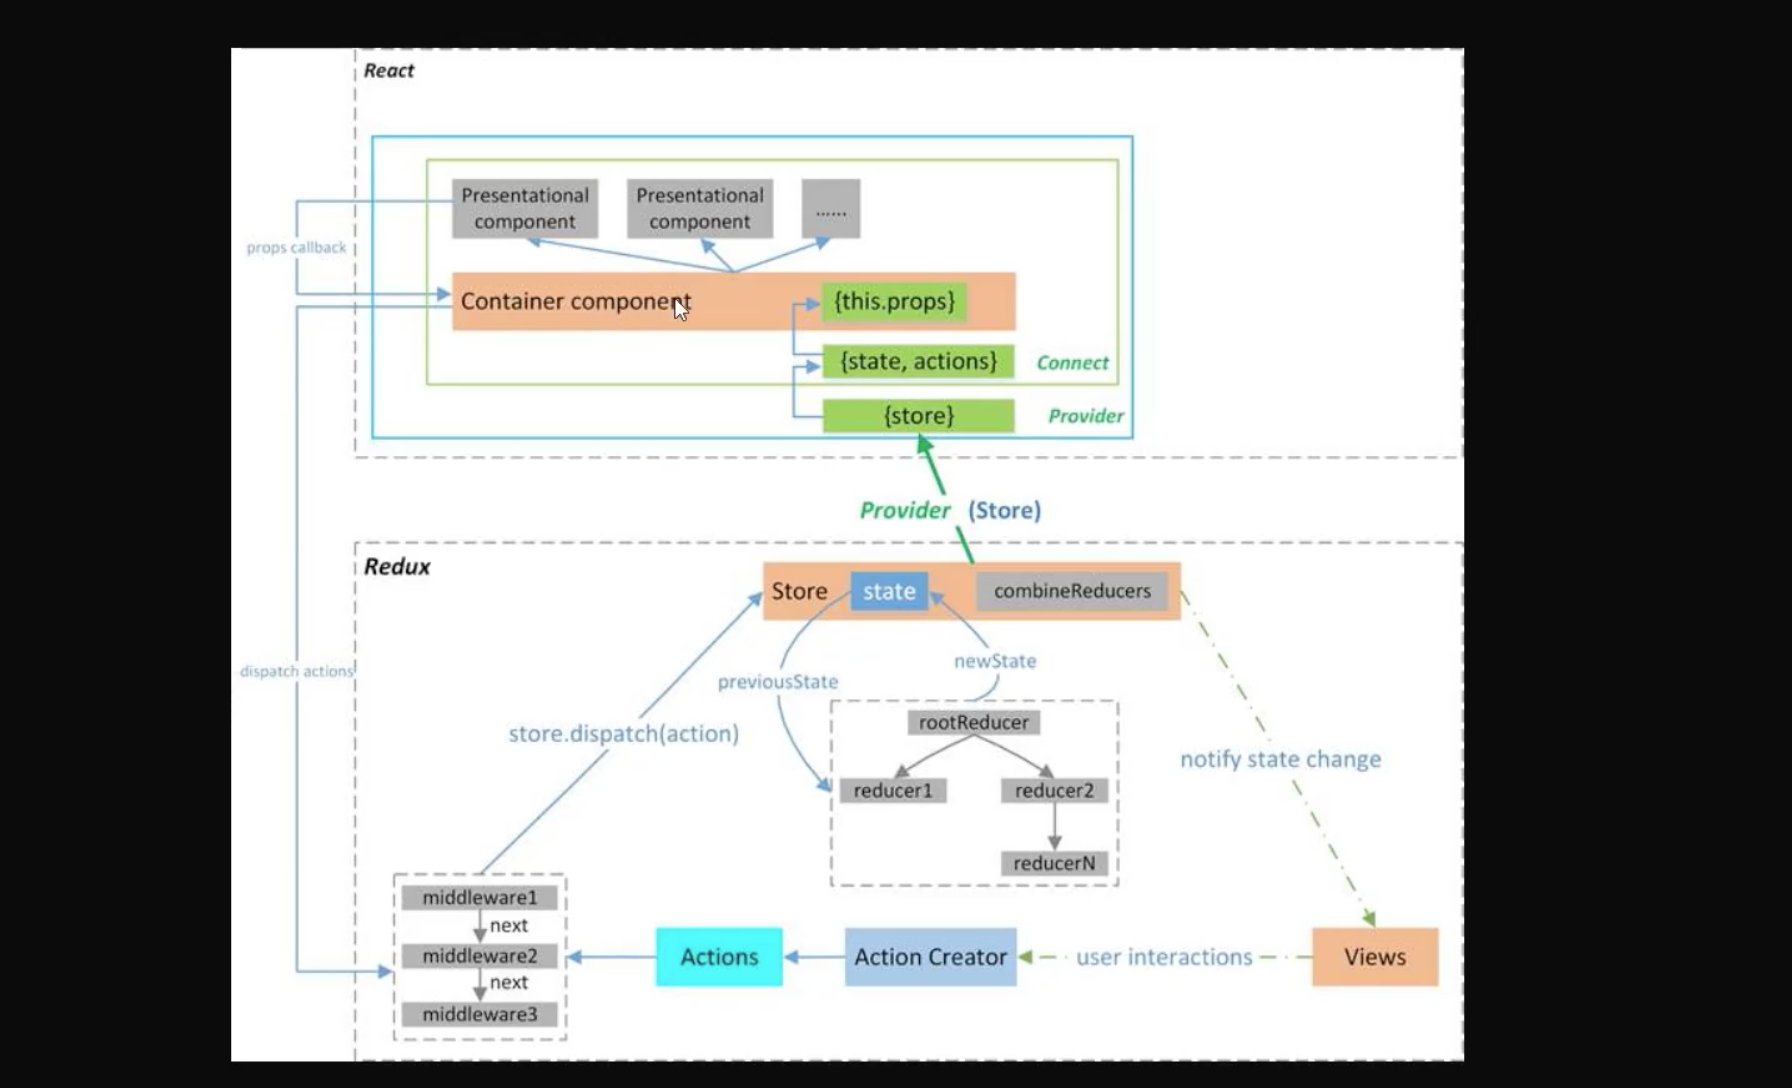 React
Presentational
component
Presentational
component
......
props callback
Container component
{this.props}
{state, actions}
Connect
{store}
Provider
Provider (Store)
Redux
Store
state
combineReducers
newState
previousState
dispatch actions
rootReducer
store.dispatch(action)
notify state change
reducer1
reducer2
reducerN
middleware1
next
middleware2
next
middleware3
Actions
Action Creator
user interactions
Views